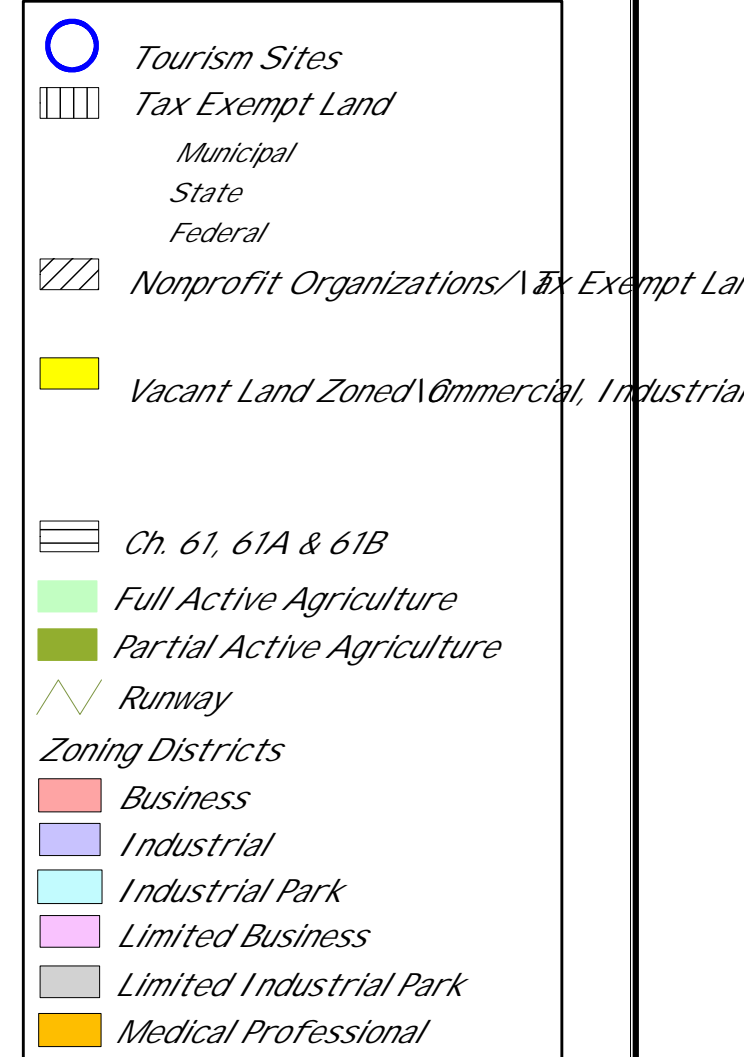 Tourism Sites
Tax Exempt Land
Municipal
State
Federal
Nonprofit Organizations/ Exempt
Vacant Land Zoned Commercial, Industrial
Ch. 61, 61A & 61B
Full Active Agriculture
Partial Active Agriculture
Runway
Zoning Districts
Business
Industrial
Industrial Park
Limited Business
Limited Industrial Park
Medical Professional